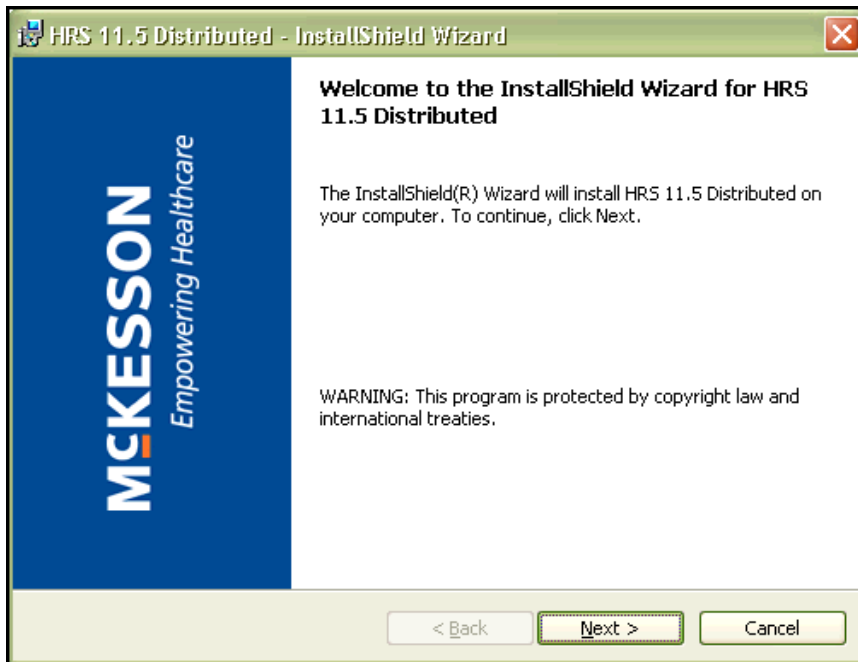 HRS 11.5 Distributed - InstallShield Wizard
Welcome to the InstallShield Wizard for HRS
11.5 Distributed
The InstallShield(R) Wizard will install HRS 11.5 Distributed on
your computer. To continue, click Next.
WARNING: This program is protected by copyright law and
international treaties.
McKESSON
Empowering Healthcare
< Back
Next >
Cancel